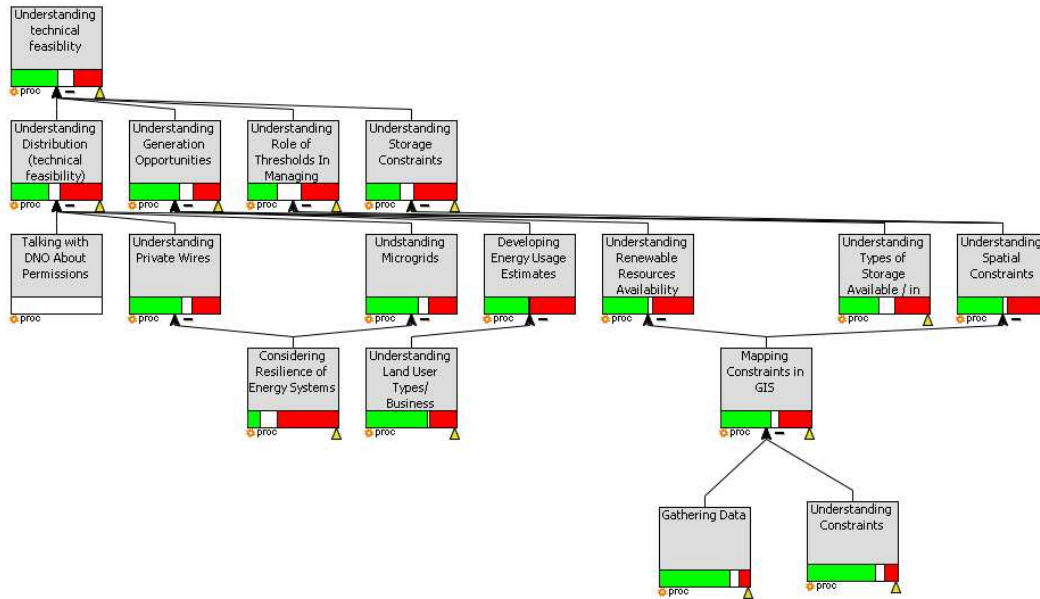 Understanding
technical
feasiblity
proc
Understanding
Distribution
(technical
feasibility)
proc
Understanding
Generation
Opportunities
proc
Understanding
Role of
Thresholds In
Managing
proc
Understanding
Storage
Constraints
proc
Talking with
DNO About
Permissions
proc
Understanding
Private Wires
proc
Undstanding
Microgrids
proc
Developing
Energy Usage
Estimates
proc
Understanding
Renewable
Resources
Availability
proc
Understanding
Types of
Storage
Available / in
proc
Understanding
Spatial
Constraints
proc
Considering
Resilience of
Energy Systems
proc
Understanding
Land User
Types/
Business
proc
Mapping
Constraints in
GIS
proc
Gathering Data
proc
Understanding
Constraints
proc